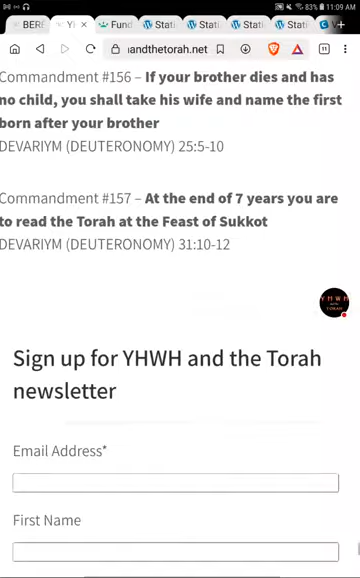 83% 11:09 AM
BERE
YI
Fund
Stati
Stati
Stati
Stati
andthetorah.net
11
Commandment #156 – If your brother dies and has
no child, you shall take his wife and name the first
born after your brother
DEVARIYM (DEUTERONOMY) 25:5-10
Commandment #157 – At the end of 7 years you are
to read the Torah at the Feast of Sukkot
DEVARIYM (DEUTERONOMY) 31:10-12
Y H W H
TORAH
Sign up for YHWH and the Torah
newsletter
Email Address*
First Name